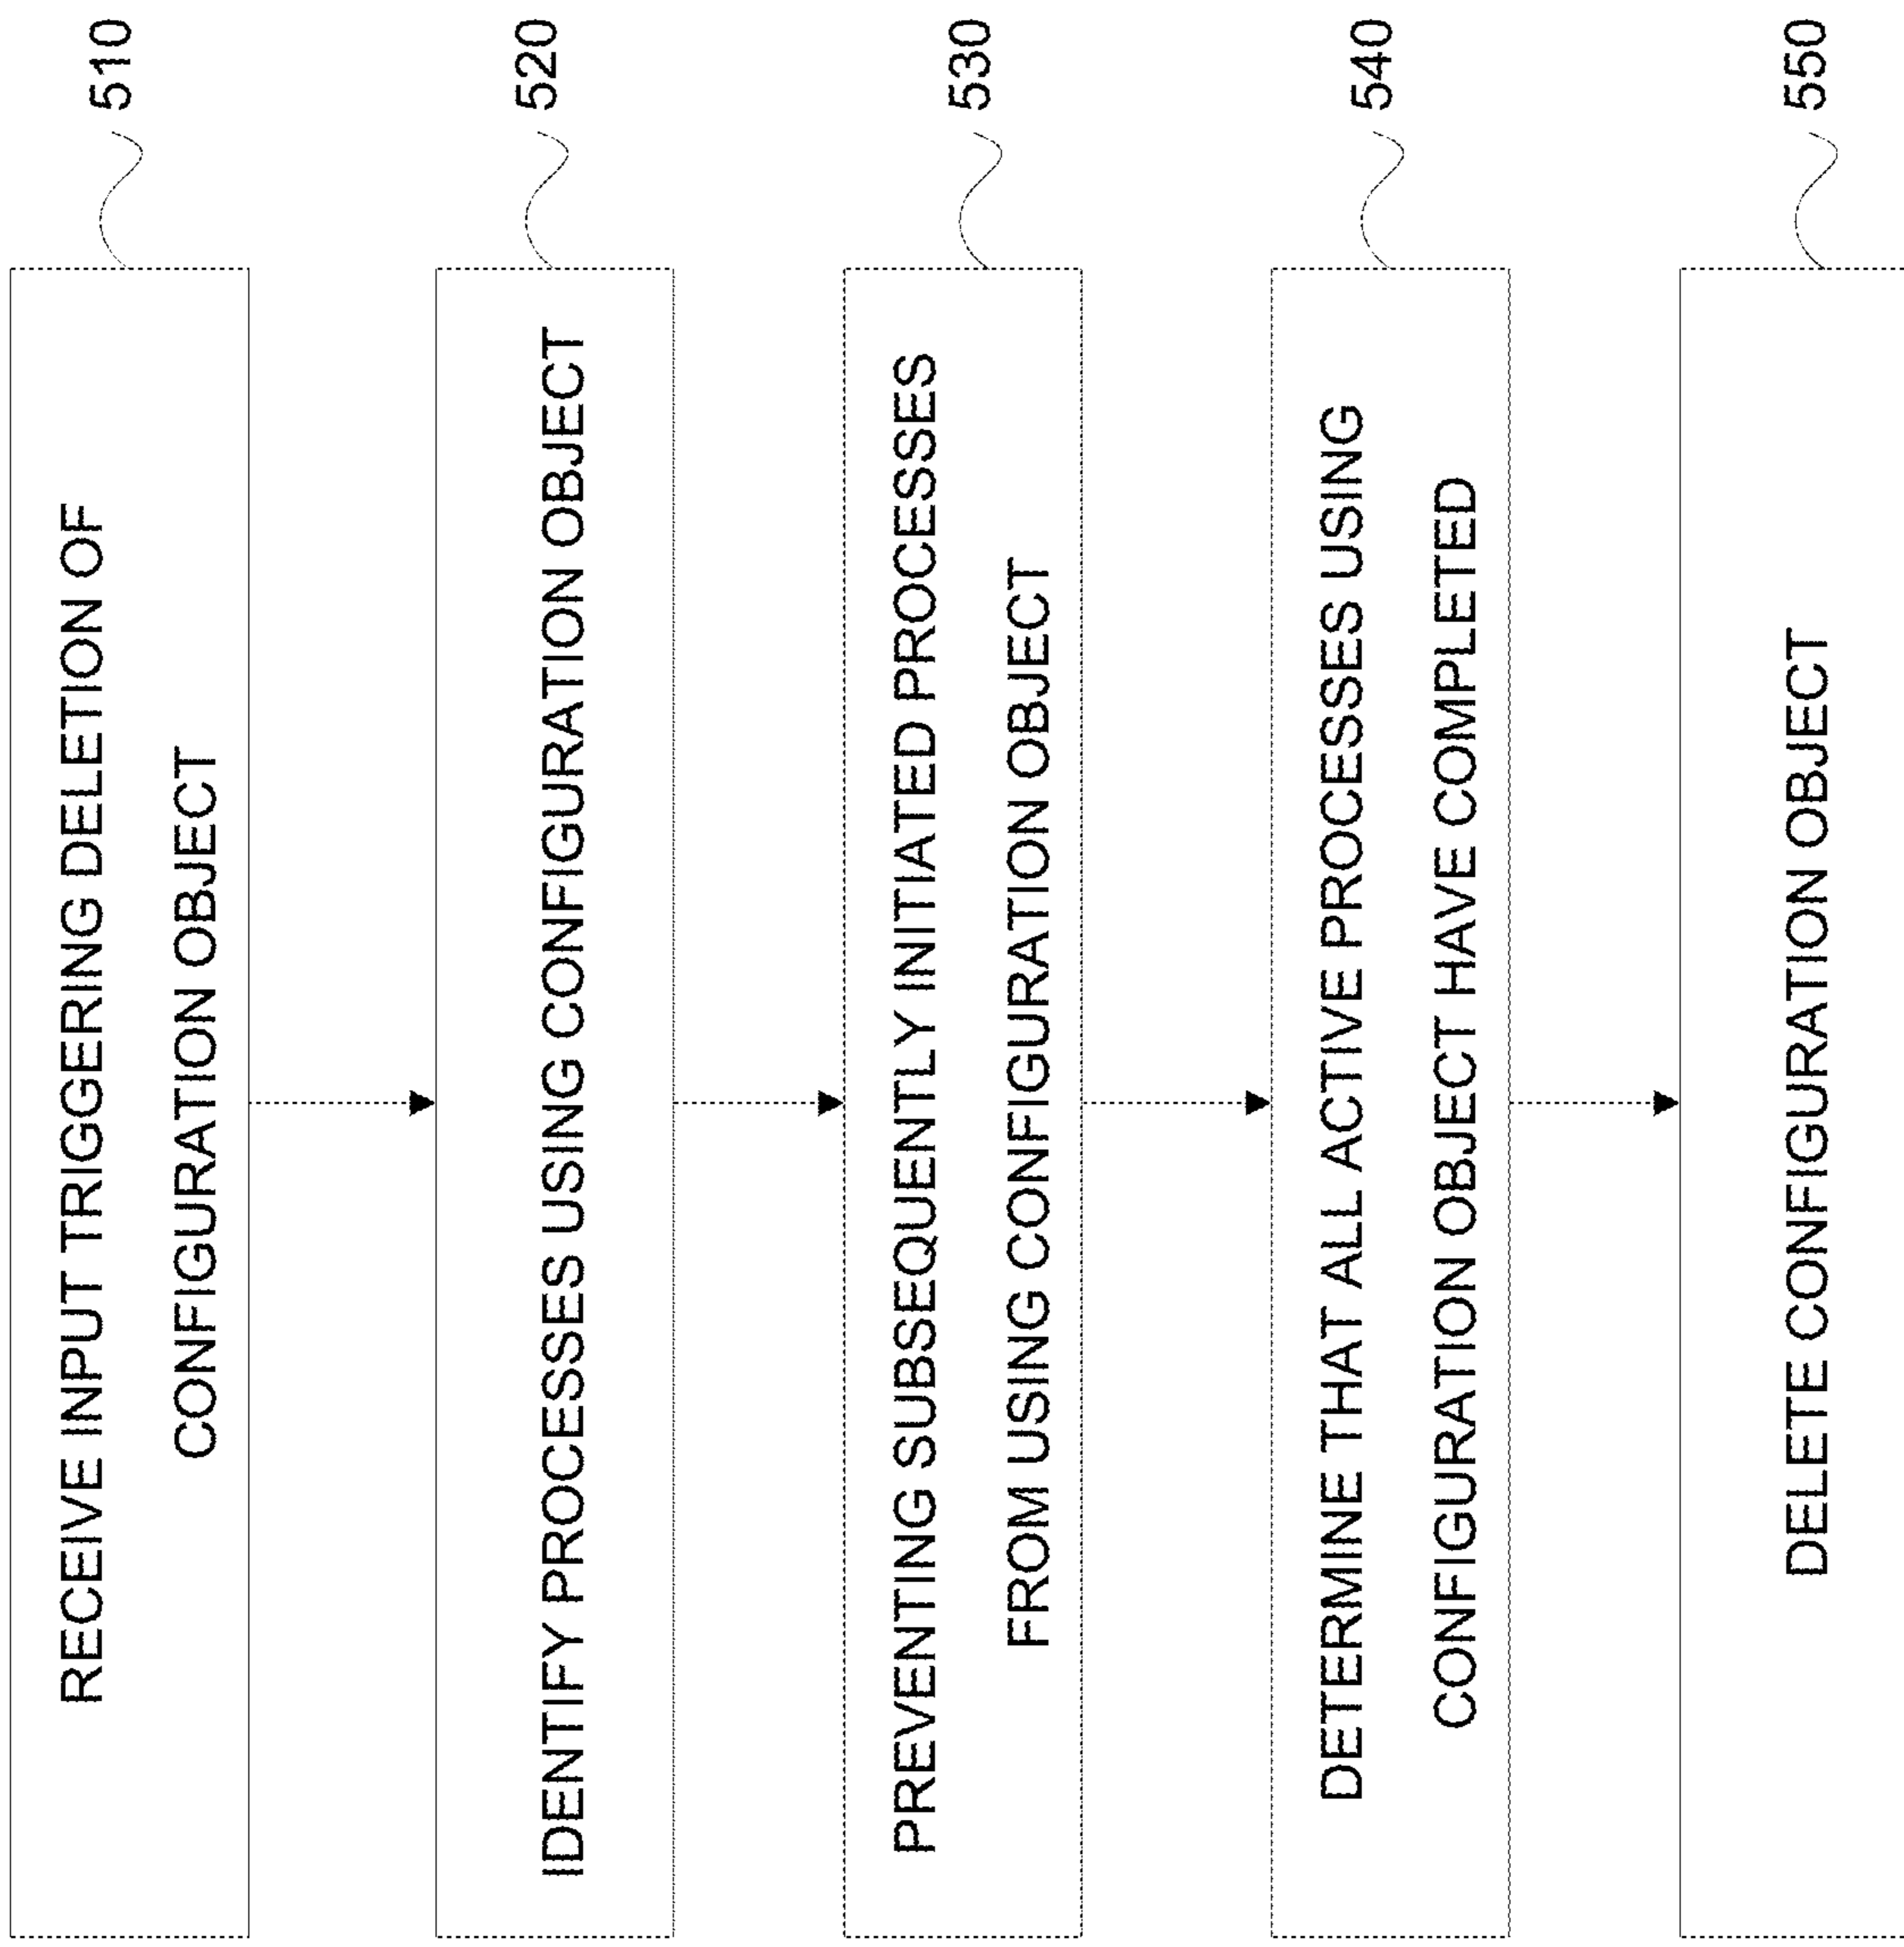 RECEIVE INPUT TRIGGERING DELETION OF
CONFIGURATION OBJECT
510
IDENTIFY PROCESSES USING CONFIGURATION OBJECT
520
PREVENTING SUBSEQUENTLY INITIATED PROCESSES
FROM USING CONFIGURATION OBJECT
530
DETERMINE THAT ALL ACTIVE PROCESSES USING
CONFIGURATION OBJECT HAVE COMPLETED
540
DELETE CONFIGURATION OBJECT
550